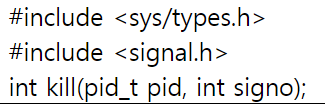 #include <sys/types.h>
#include <signal.h>
int kill(pid_t pid, int signo);